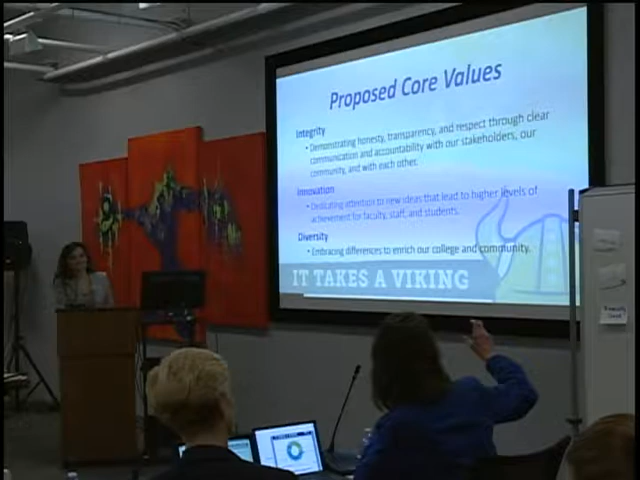 Proposed Core Values
Integrity
• Demonstrating honesty, transparency, and respect through clear
communication and accountability with our stakeholders, our
community, and with each other.
Innovation
• Dedicating attention to new ideas that lead to higher levels of
achievement for faculty, staff, and students.
Diversity
• Embracing differences to enrich our college and community.
IT TAKES A VIKING